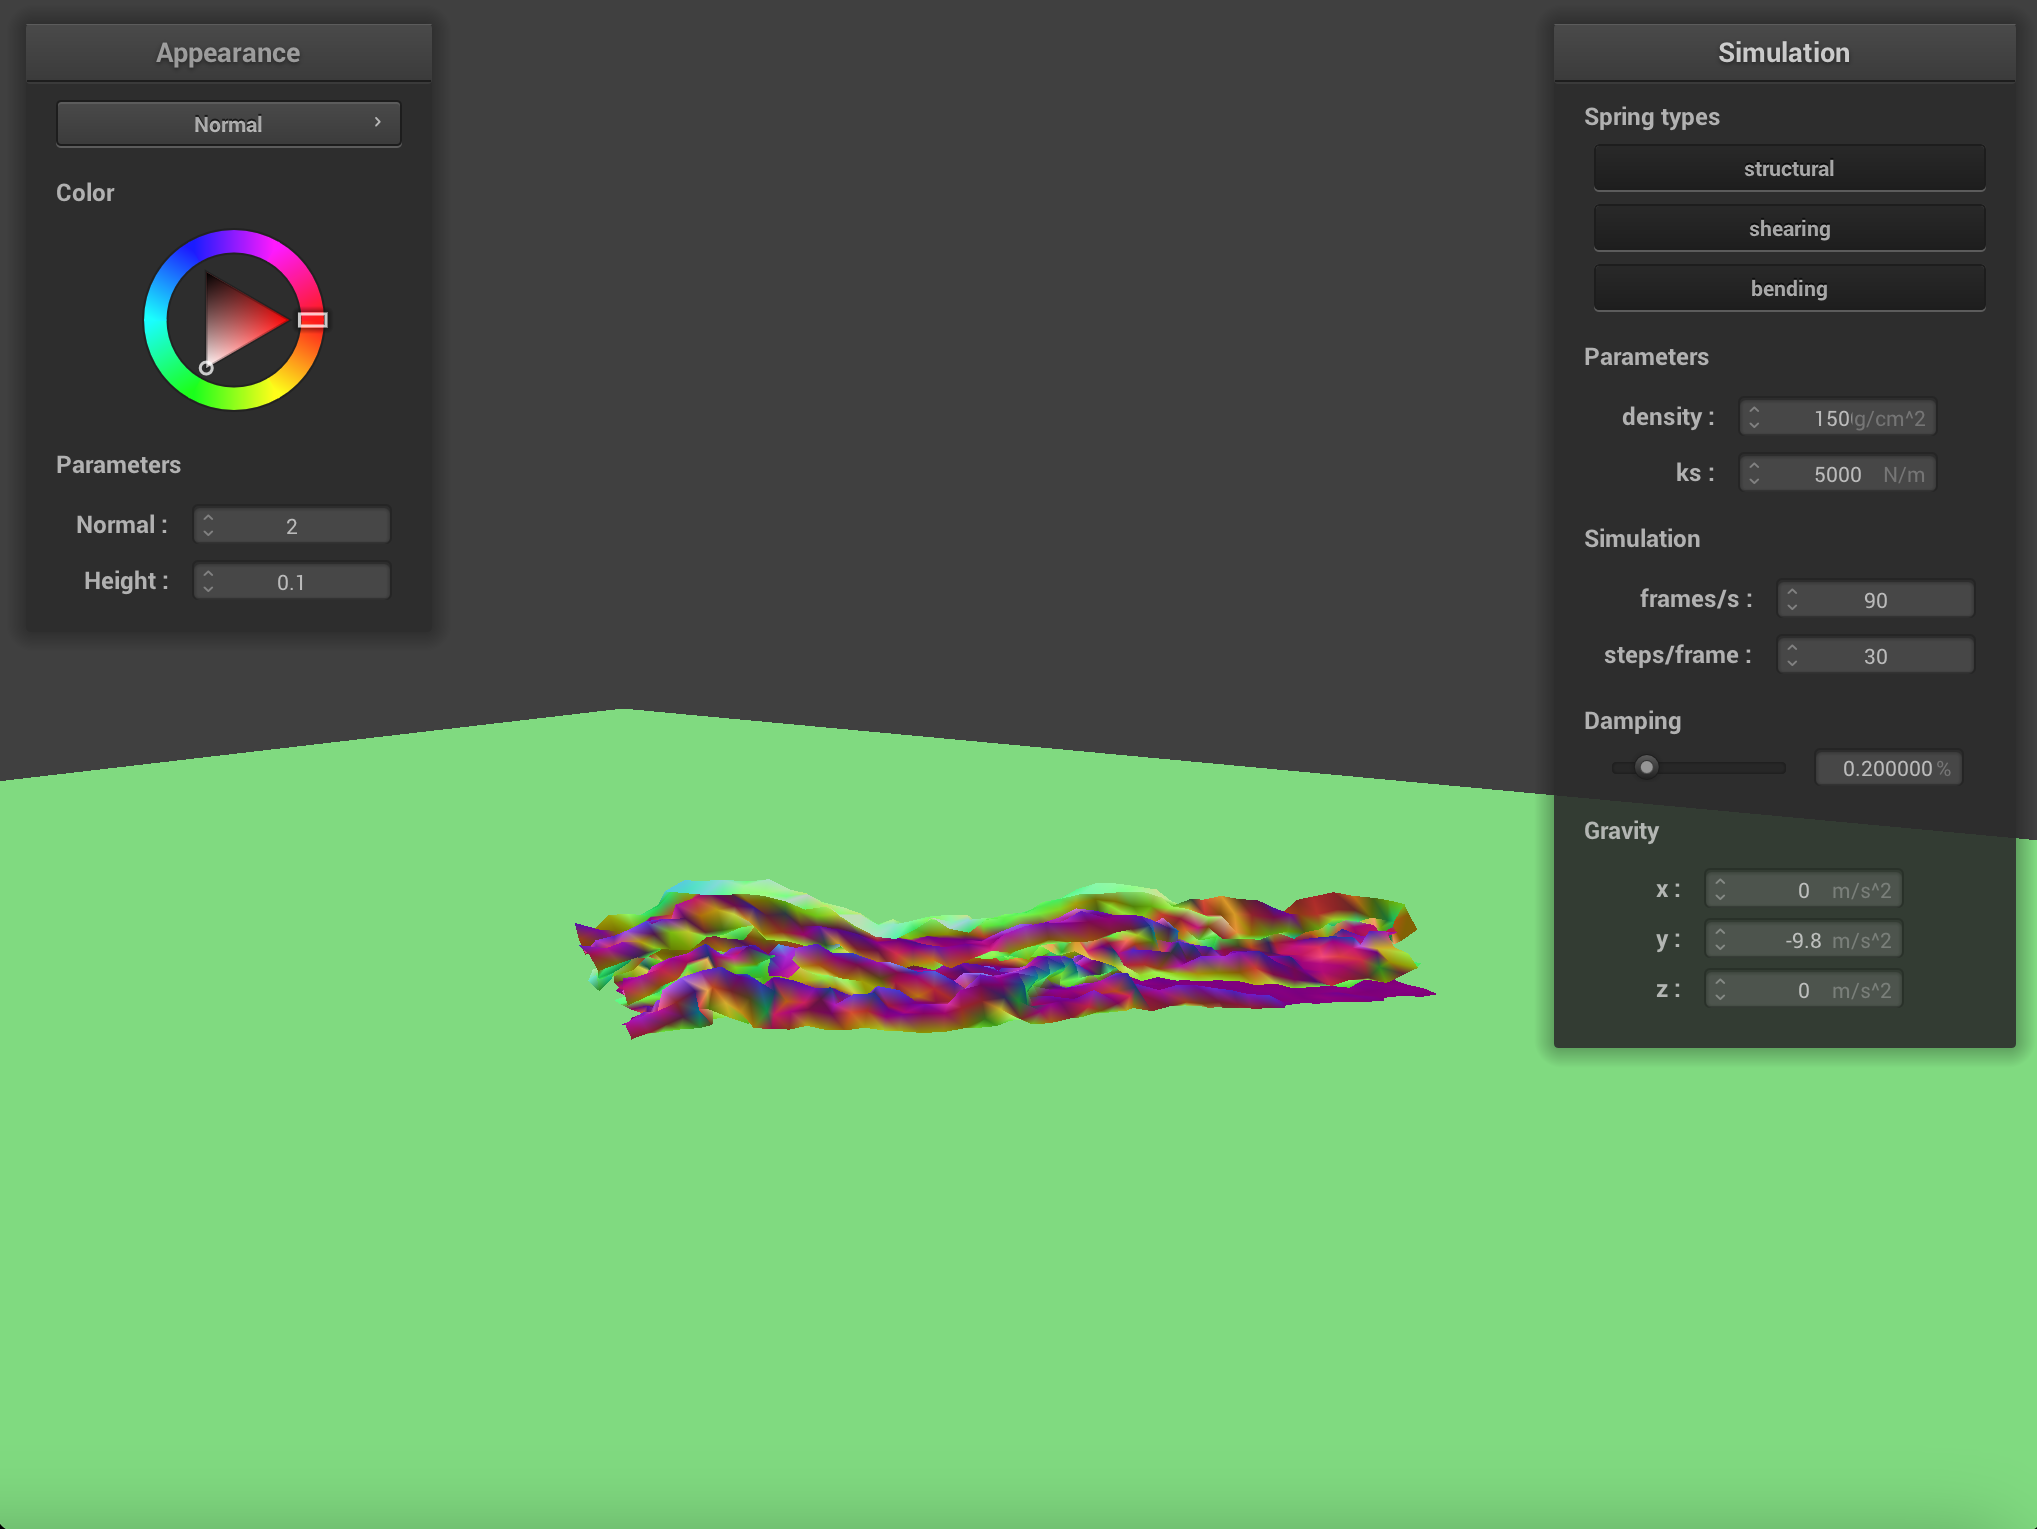 Appearance
Normal
Color
Parameters
Normal :
2
Height :
0.1
Simulation
Spring types
structural
shearing
bending
Parameters
density :
150 g/cm^2
ks :
5000 N/m
Simulation
frames/s :
90
steps/frame :
30
Damping
0.200000 %
Gravity
x :
0 m/s^2
y :
-9.8 m/s^2
z :
0 m/s^2